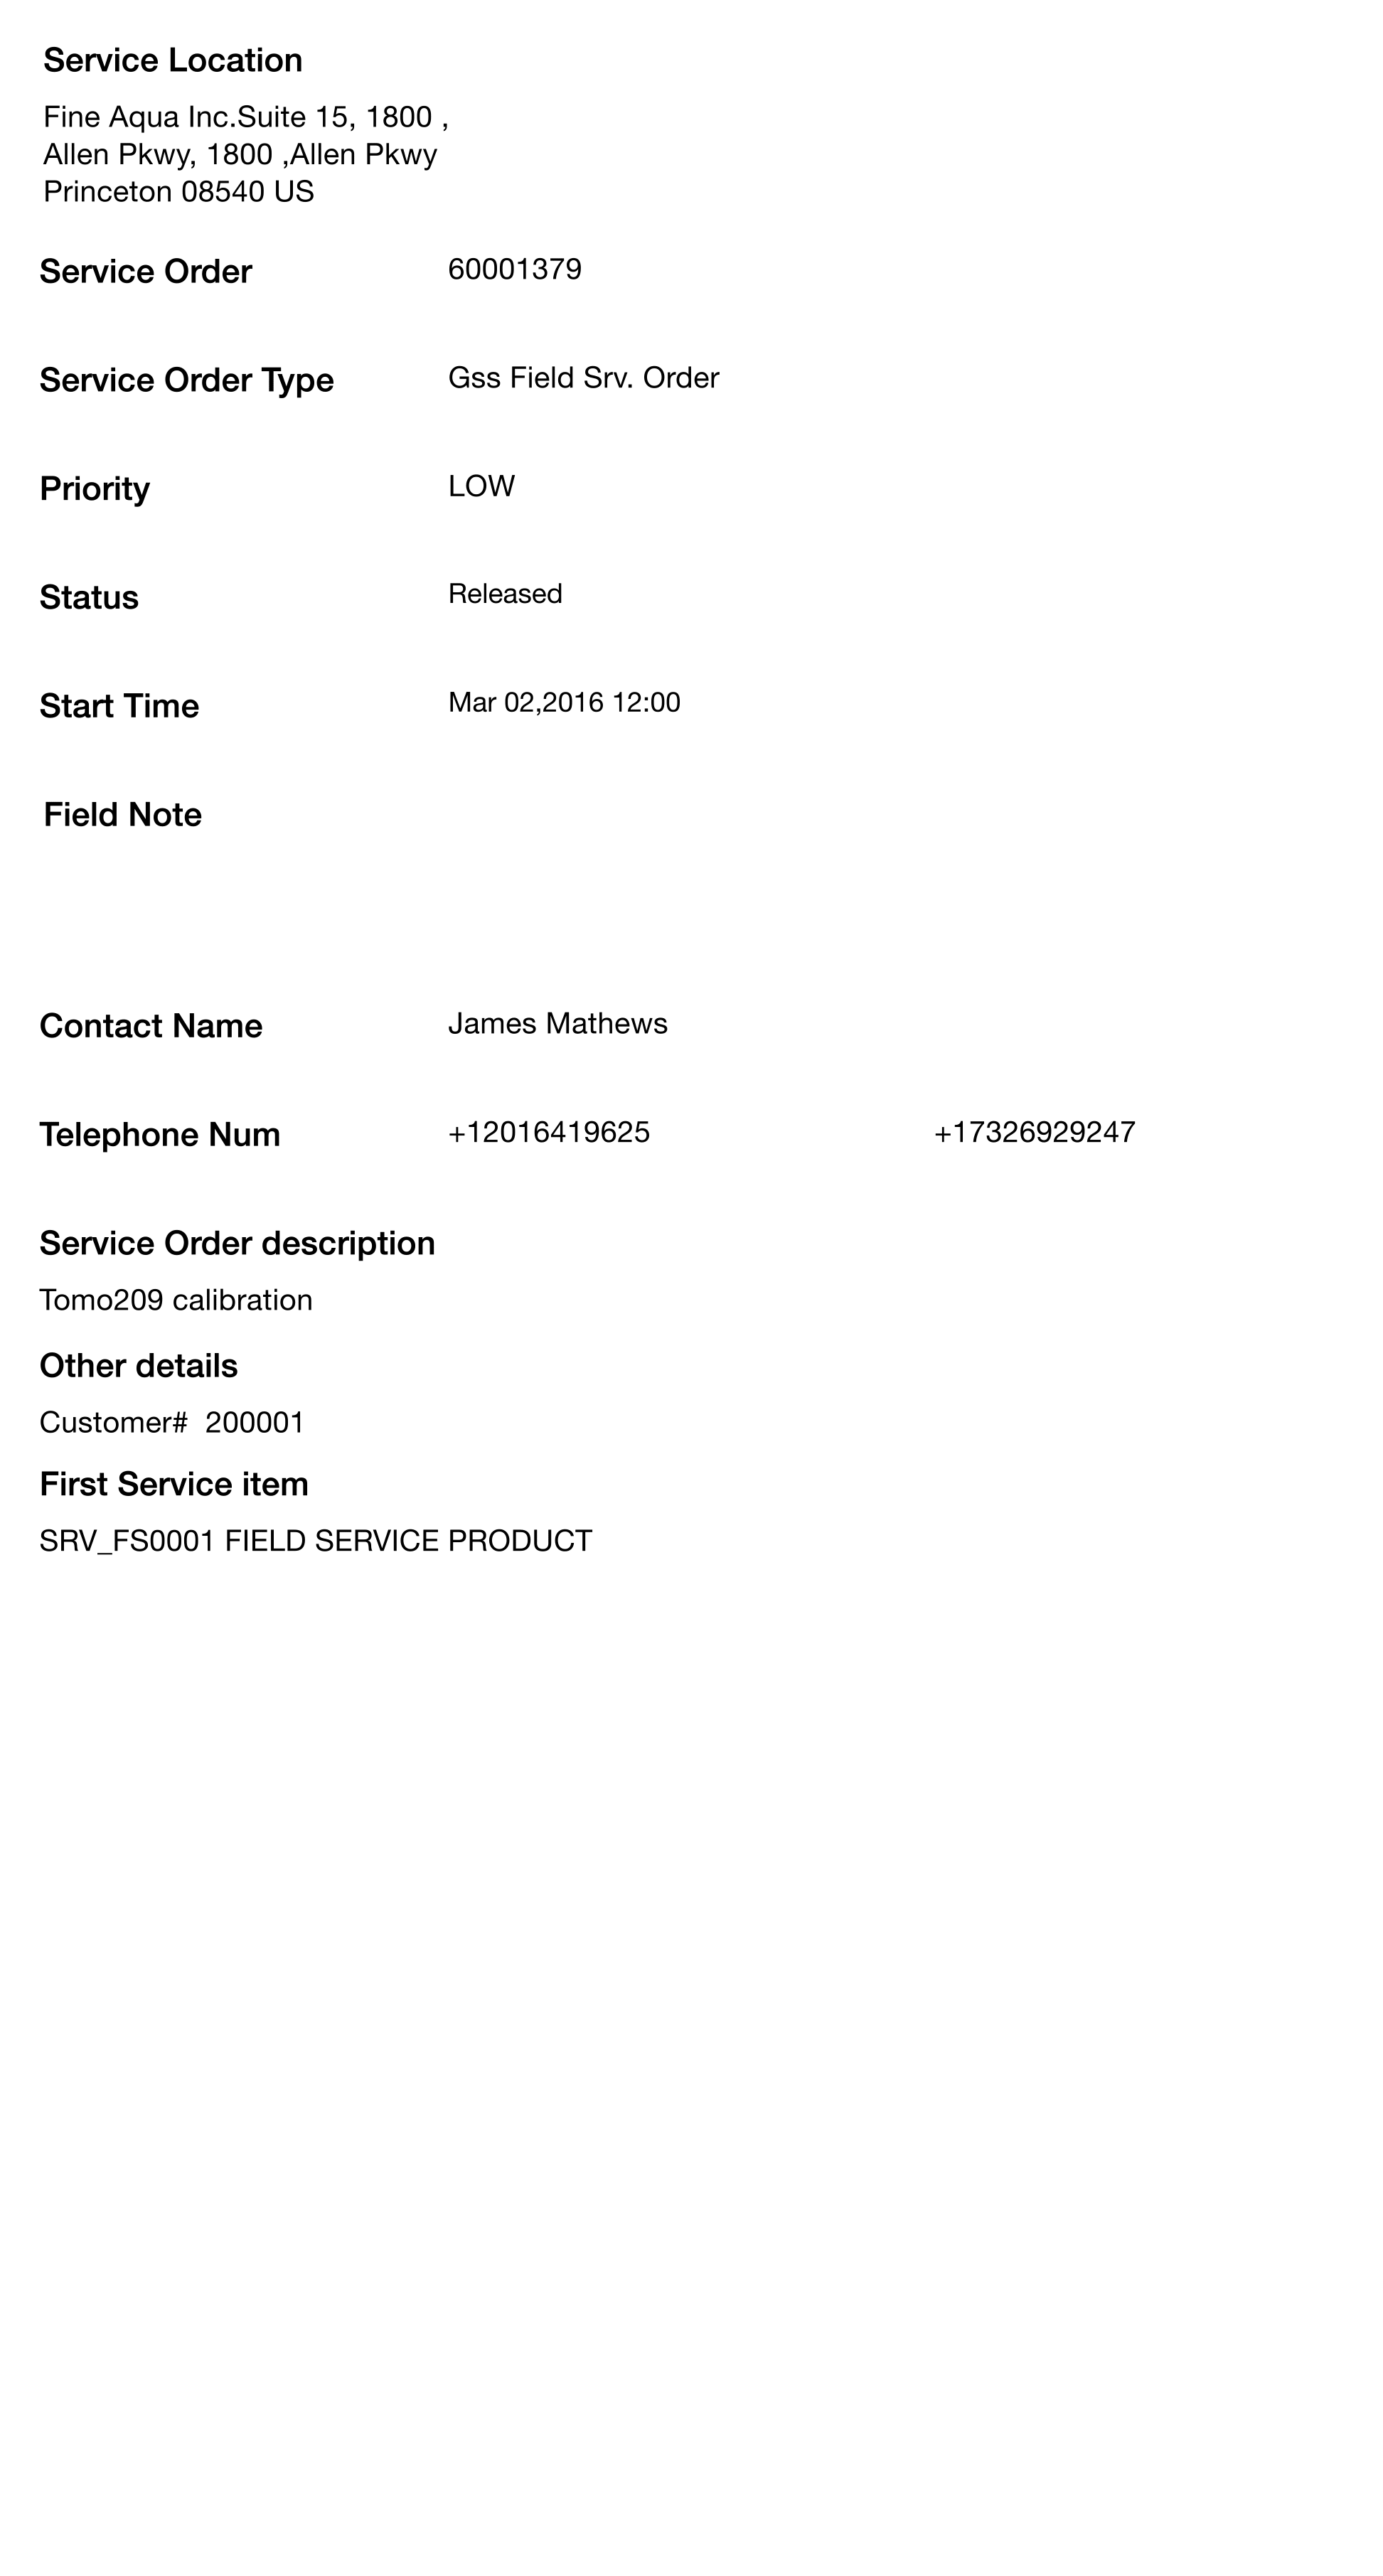 Service Location
Fine Aqua Inc.Suite 15, 1800 ,
Allen Pkwy, 1800 ,Allen Pkwy
Princeton 08540 US
Service Order 60001379
Service Order Type Gss Field Srv. Order
Priority LOW
Status Released
Start Time Mar 02,2016 12:00
Field Note
Contact Name James Mathews
Telephone Num +12016419625 +17326929247
Service Order description
Tomo209 calibration
Other details
Customer#  200001
First Service item
SRV_FS0001 FIELD SERVICE PRODUCT